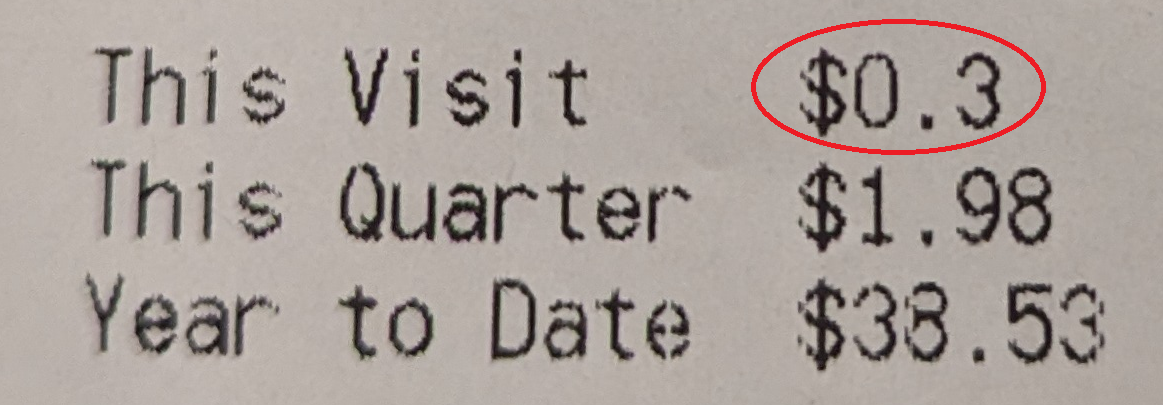 This Visit $0.3
This Quarter $1.98
Year to Date $38.53